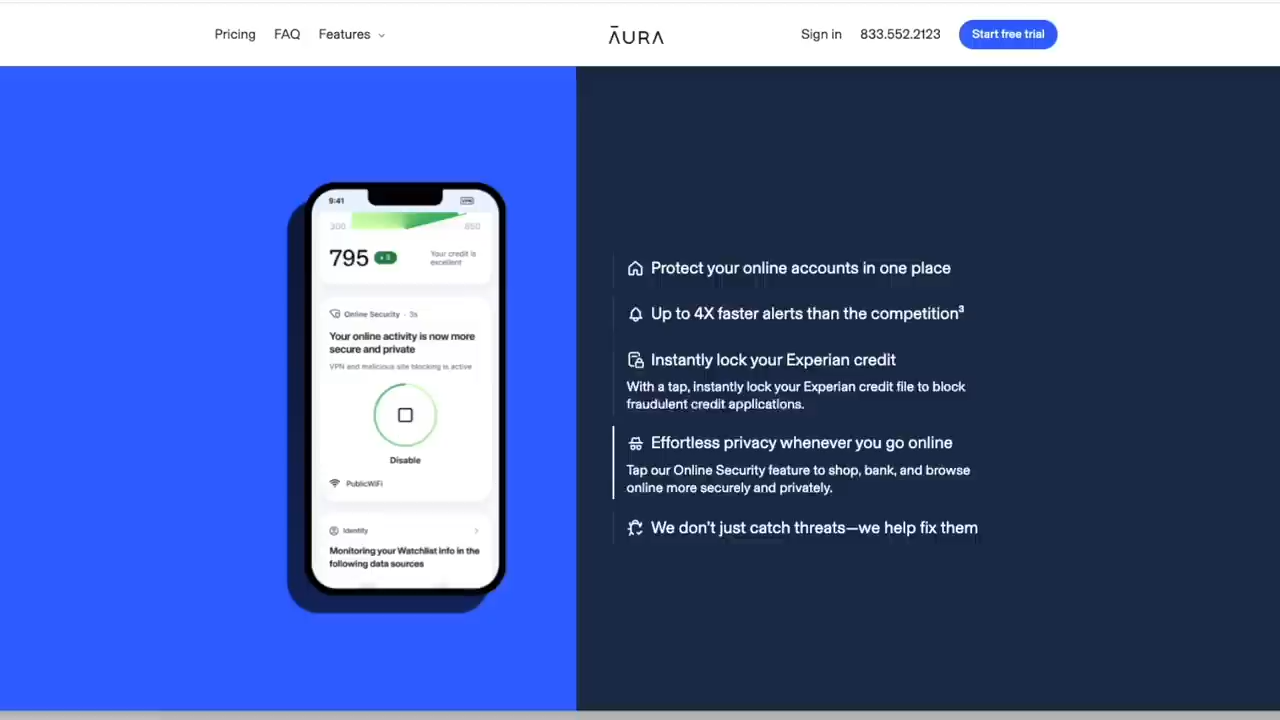 Pricing FAQ Features
ĀURA
Sign in 833.552.2123 Start free trial
9:41 VPN
300 850
795 + 5 Your credit is
excellent
Online Security · 3s
Your online activity is now more
secure and private
VPN and malicious site blocking is active
Disable
PublicWiFi
Identity
Monitoring your Watchlist info in the
following data sources
Protect your online accounts in one place
Up to 4X faster alerts than the competition³
Instantly lock your Experian credit
With a tap, instantly lock your Experian credit file to block
fraudulent credit applications.
Effortless privacy whenever you go online
Tap our Online Security feature to shop, bank, and browse
online more securely and privately.
We don't just catch threats—we help fix them